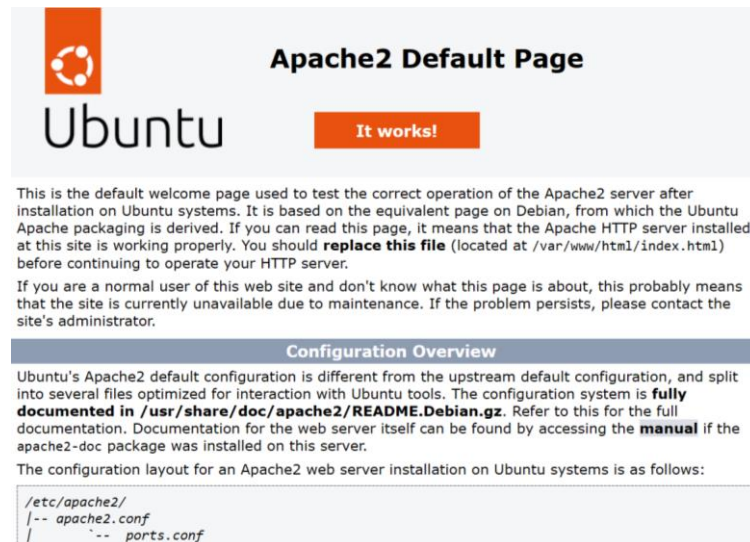 Apache2 Default Page
Ubuntu
It works!
This is the default welcome page used to test the correct operation of the Apache2 server after
installation on Ubuntu systems. It is based on the equivalent page on Debian, from which the Ubuntu
Apache packaging is derived. If you can read this page, it means that the Apache HTTP server installed
at this site is working properly. You should replace this file (located at /var/www/html/index.html)
before continuing to operate your HTTP server.
If you are a normal user of this web site and don't know what this page is about, this probably means
that the site is currently unavailable due to maintenance. If the problem persists, please contact the
site's administrator.
Configuration Overview
Ubuntu's Apache2 default configuration is different from the upstream default configuration, and split
into several files optimized for interaction with Ubuntu tools. The configuration system is fully
documented in /usr/share/doc/apache2/README.Debian.gz. Refer to this for the full
documentation. Documentation for the web server itself can be found by accessing the manual if the
apache2-doc package was installed on this server.
The configuration layout for an Apache2 web server installation on Ubuntu systems is as follows:
/etc/apache2/
|-- apache2.conf
|       `--  ports.conf